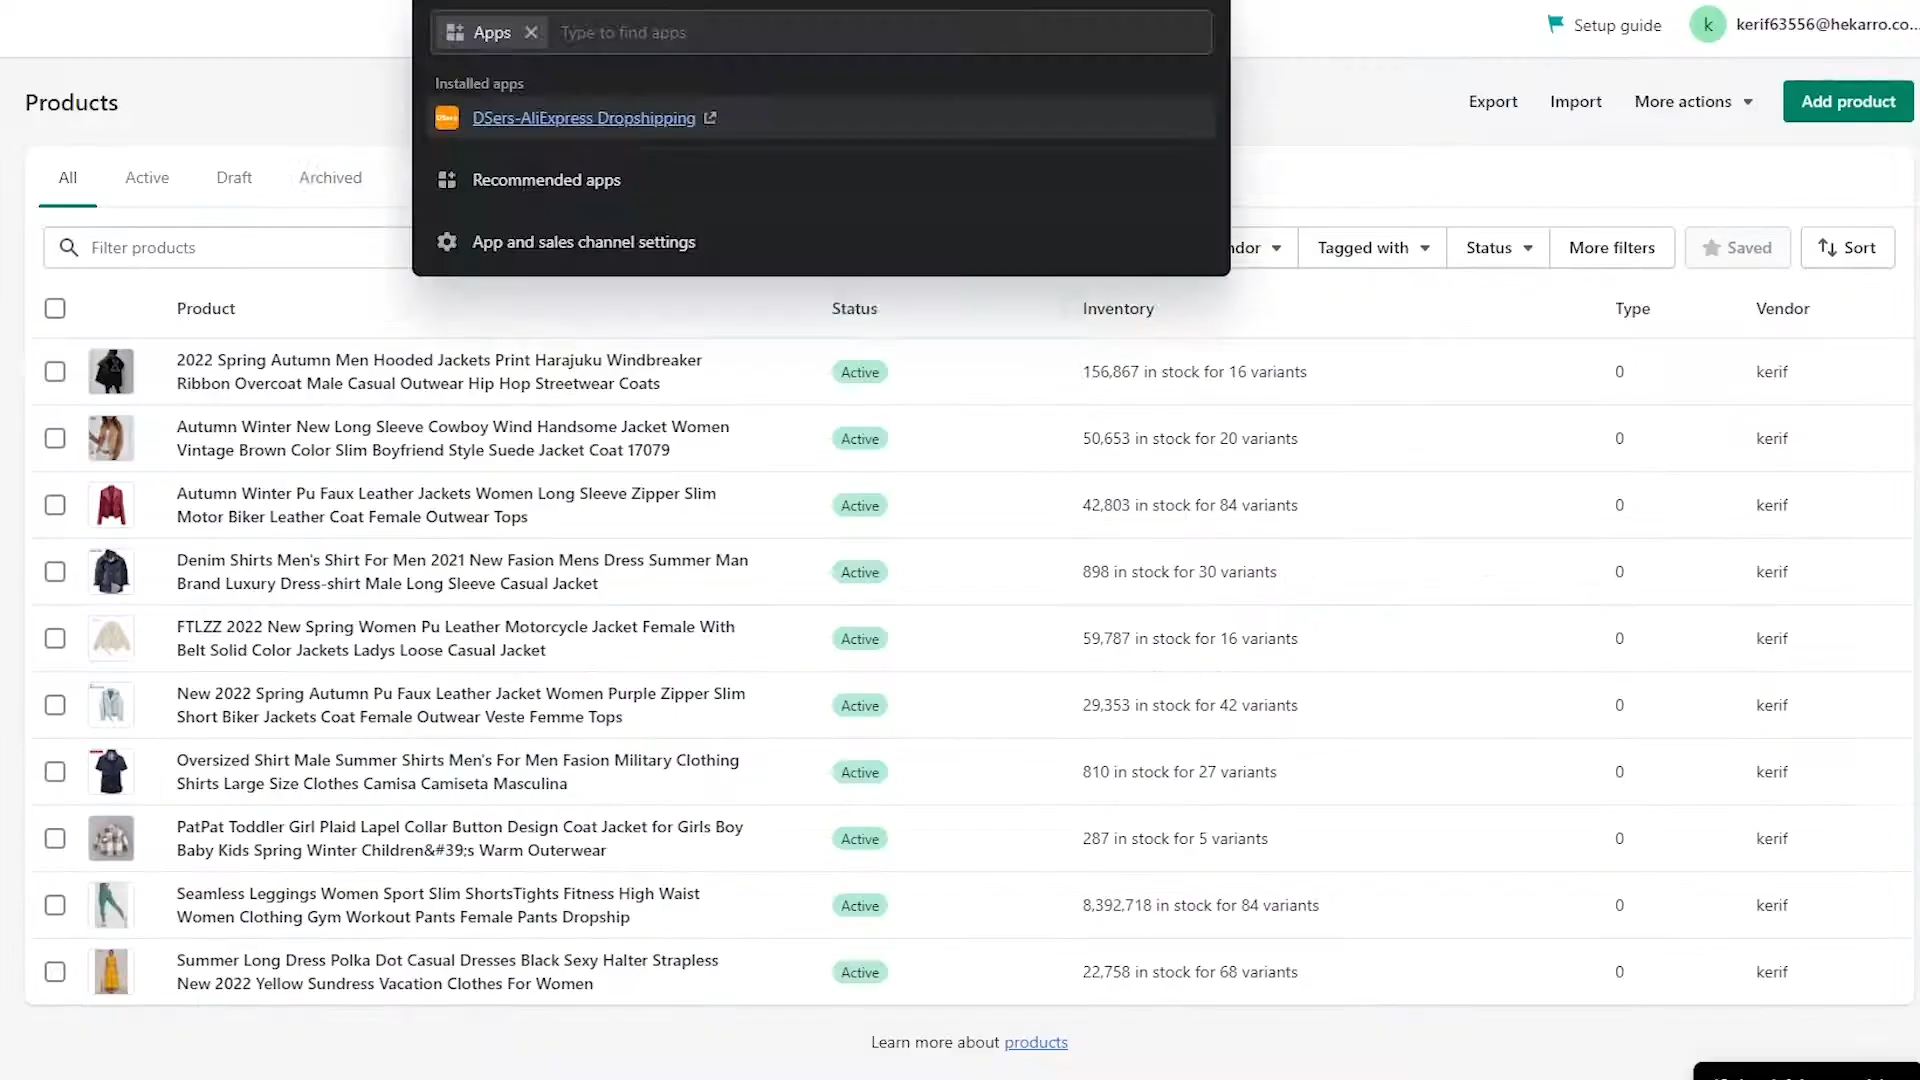 Apps
Type to find apps
Setup guide
k
kerif63556@hekarro.co...
Installed apps
DSers-AliExpress Dropshipping
Recommended apps
App and sales channel settings
Products
Export
Import
More actions
Add product
All
Active
Draft
Archived
Filter products
Tagged with
Status
More filters
Saved
Sort
Product
Status
Inventory
Type
Vendor
2022 Spring Autumn Men Hooded Jackets Print Harajuku Windbreaker
Ribbon Overcoat Male Casual Outwear Hip Hop Streetwear Coats
Active
156,867 in stock for 16 variants
0
kerif
Autumn Winter New Long Sleeve Cowboy Wind Handsome Jacket Women
Vintage Brown Color Slim Boyfriend Style Suede Jacket Coat 17079
Active
50,653 in stock for 20 variants
0
kerif
Autumn Winter Pu Faux Leather Jackets Women Long Sleeve Zipper Slim
Motor Biker Leather Coat Female Outwear Tops
Active
42,803 in stock for 84 variants
0
kerif
Denim Shirts Men's Shirt For Men 2021 New Fasion Mens Dress Summer Man
Brand Luxury Dress-shirt Male Long Sleeve Casual Jacket
Active
898 in stock for 30 variants
0
kerif
FTLZZ 2022 New Spring Women Pu Leather Motorcycle Jacket Female With
Belt Solid Color Jackets Ladys Loose Casual Jacket
Active
59,787 in stock for 16 variants
0
kerif
New 2022 Spring Autumn Pu Faux Leather Jacket Women Purple Zipper Slim
Short Biker Jackets Coat Female Outwear Veste Femme Tops
Active
29,353 in stock for 42 variants
0
kerif
Oversized Shirt Male Summer Shirts Men's For Men Fasion Military Clothing
Shirts Large Size Clothes Camisa Camiseta Masculina
Active
810 in stock for 27 variants
0
kerif
PatPat Toddler Girl Plaid Lapel Collar Button Design Coat Jacket for Girls Boy
Baby Kids Spring Winter Children&#39;s Warm Outerwear
Active
287 in stock for 5 variants
0
kerif
Seamless Leggings Women Sport Slim ShortsTights Fitness High Waist
Women Clothing Gym Workout Pants Female Pants Dropship
Active
8,392,718 in stock for 84 variants
0
kerif
Summer Long Dress Polka Dot Casual Dresses Black Sexy Halter Strapless
New 2022 Yellow Sundress Vacation Clothes For Women
Active
22,758 in stock for 68 variants
0
kerif
Learn more about products